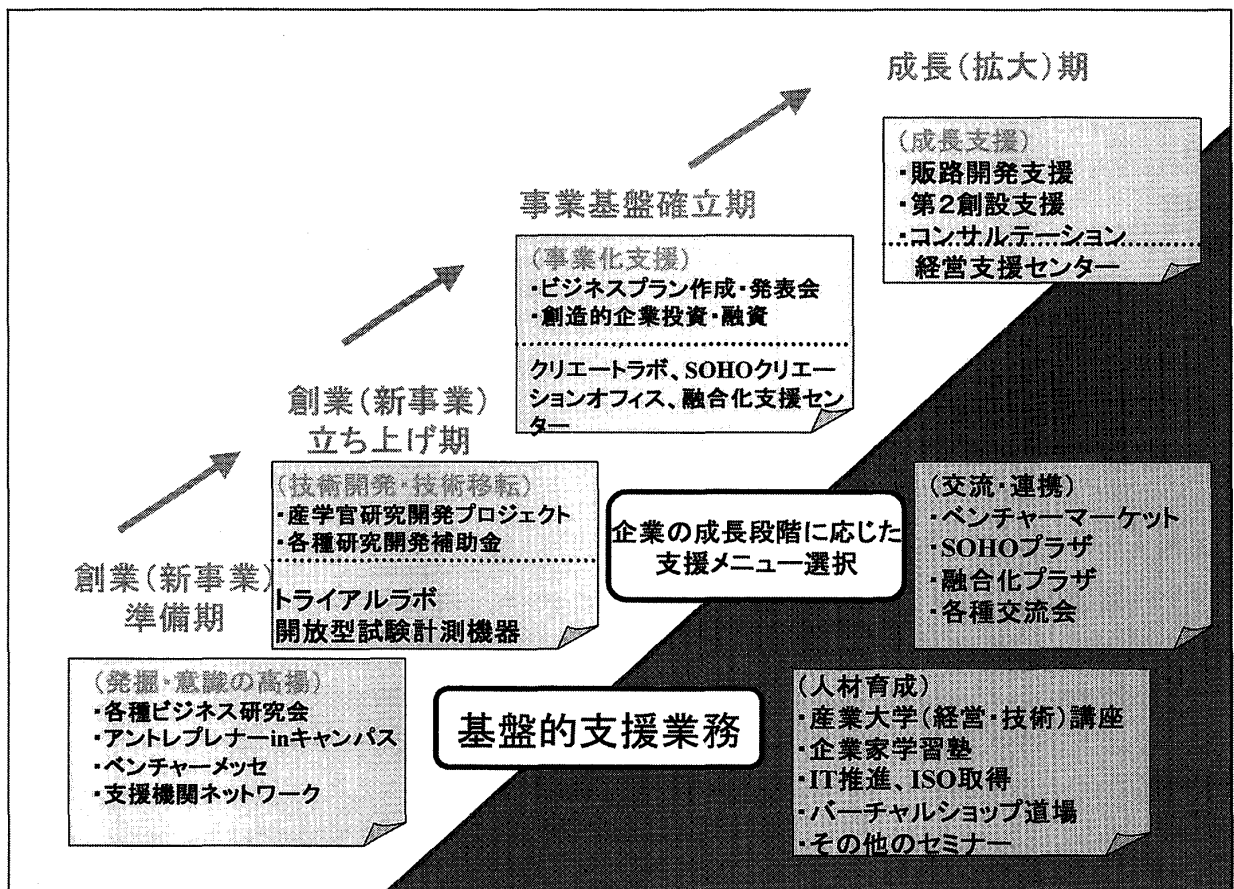 成長(拡大)期
(成長支援)
・販路開発支援
・第2創設支援
・コンサルテーション
経営支援センター
事業基盤確立期
(事業化支援)
・ビジネスプラン作成・発表会
・創造的企業投資・融資
クリエートラボ、SOHOクリエー
ションオフィス、融合化支援セン
ター
創業(新事業)
立ち上げ期
(技術開発・技術移転)
・産学官研究開発プロジェクト
・各種研究開発補助金
トライアルラボ
開放型試験計測機器
企業の成長段階に応じた
支援メニュー選択
(交流・連携)
・ベンチャーマーケット
・SOHOプラザ
・融合化プラザ
・各種交流会
創業(新事業)
準備期
(発掘・意識の高揚)
・各種ビジネス研究会
・アントレプレナーinキャンパス
・ベンチャーメッセ
・支援機関ネットワーク
基盤的支援業務
(人材育成)
・産業大学(経営・技術)講座
・企業家学習塾
・IT推進、ISO取得
・バーチャルショップ道場
・その他のセミナー